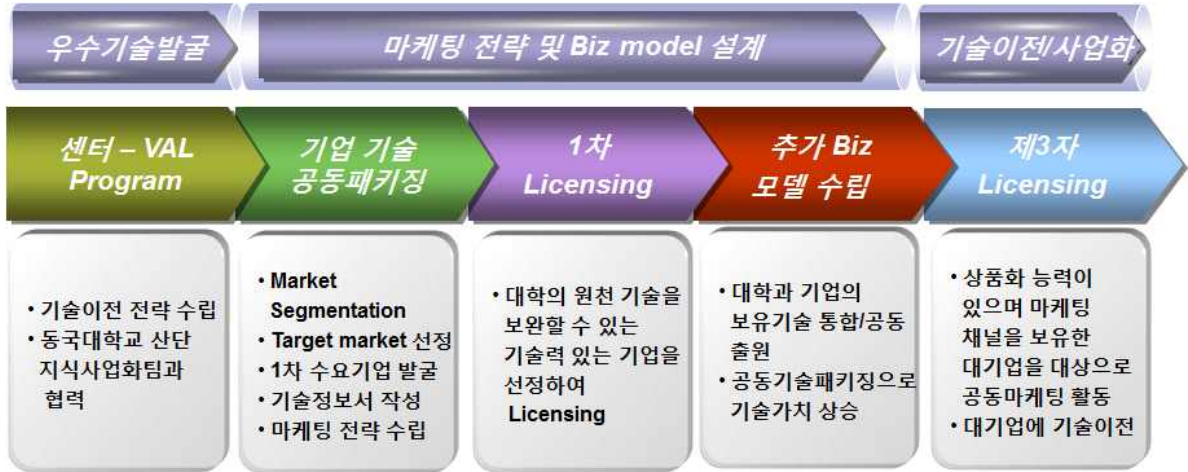 우수기술발굴
마케팅 전략 및 Biz model 설계
기술이전/사업화
센터 – VAL
Program
기업 기술
공동패키징
1차
Licensing
추가 Biz
모델 수립
제3자
Licensing
• 기술이전 전략 수립
• 동국대학교 산단
지식사업화팀과
협력
• Market
Segmentation
• Target market 선정
• 1차 수요기업 발굴
• 기술정보서 작성
• 마케팅 전략 수립
• 대학의 원천 기술을
보완할 수 있는
기술력 있는 기업을
선정하여
Licensing
• 대학과 기업의
보유기술 통합/공동
출원
• 공동기술패키징으로
기술가치 상승
• 상품화 능력이
있으며 마케팅
채널을 보유한
대기업을 대상으로
공동마케팅 활동
• 대기업에 기술이전